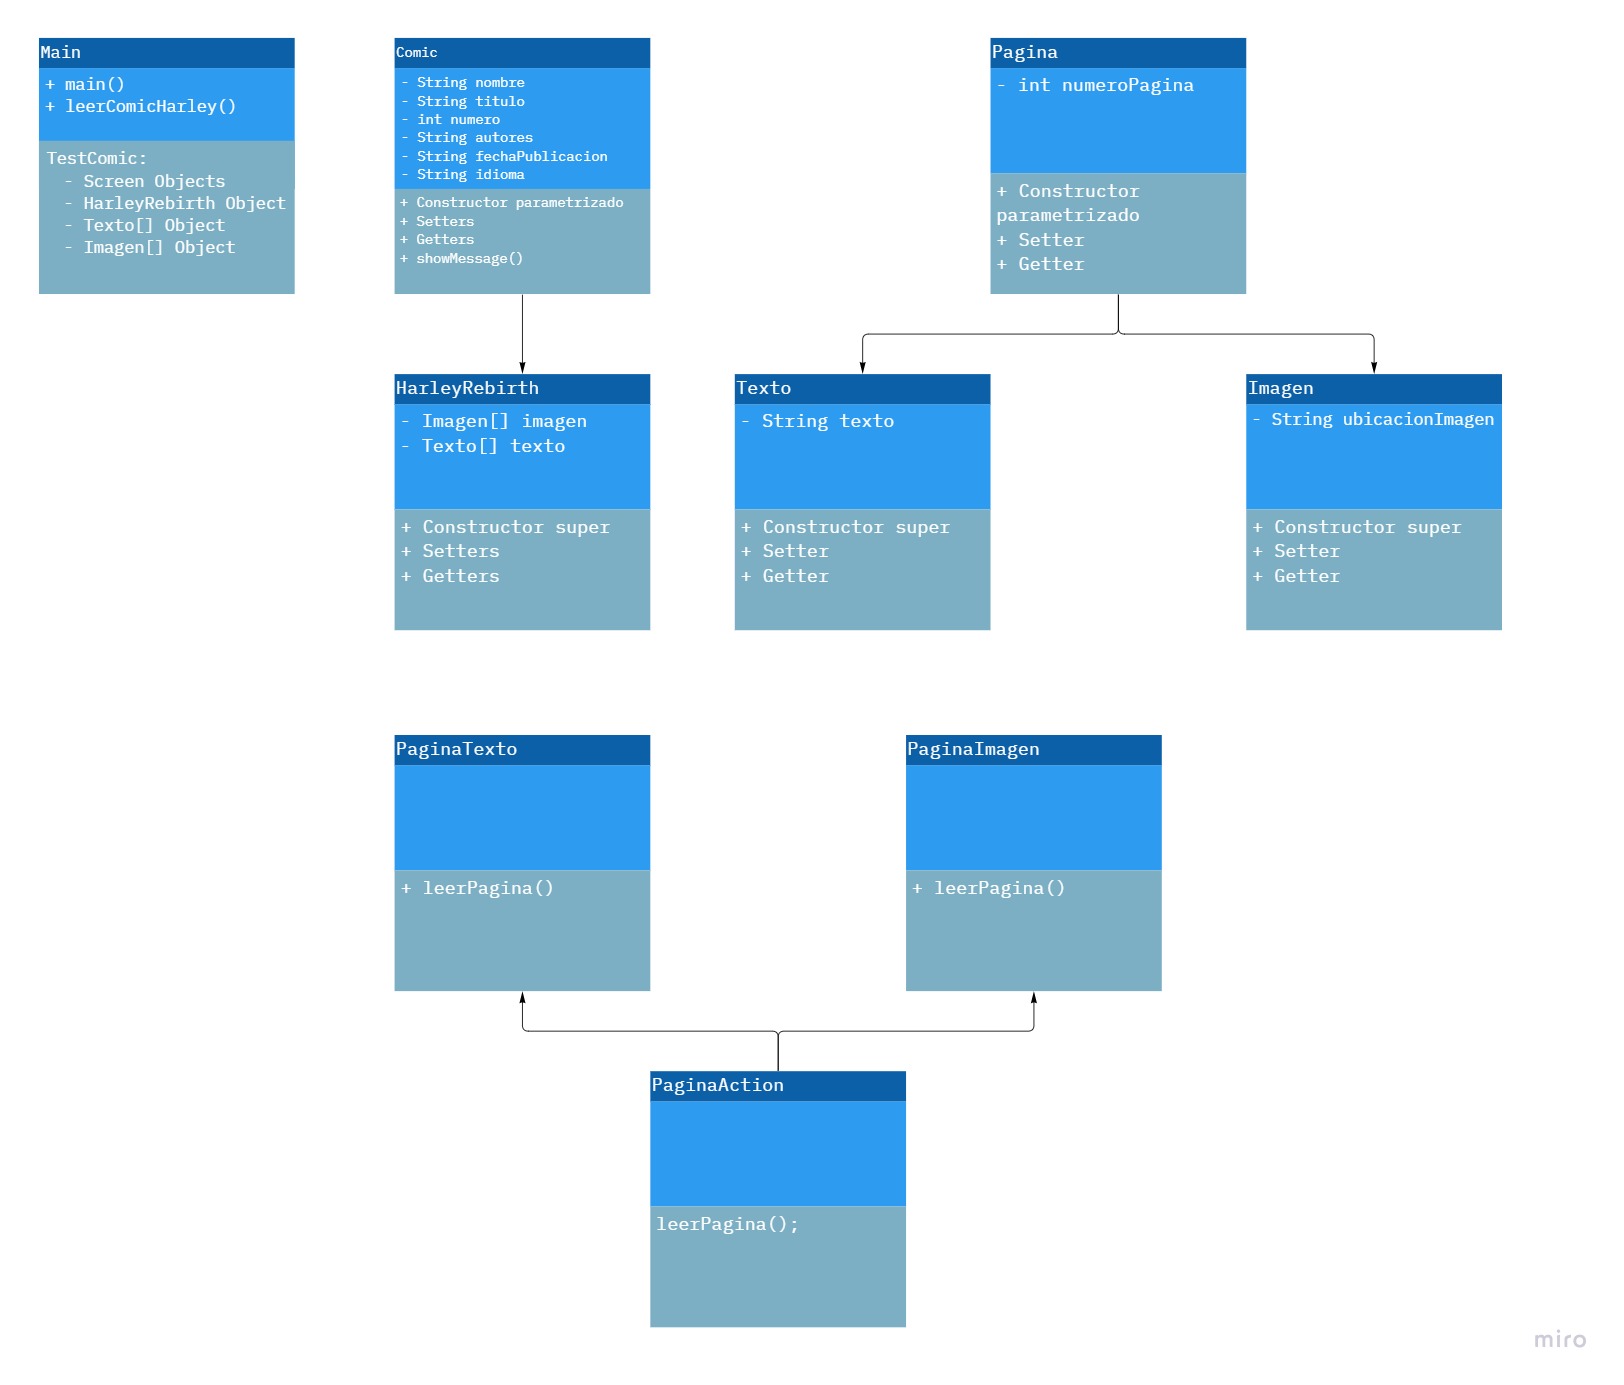 Main
+ main()
+ leerComicHarley()
TestComic:
- Screen Objects
- HarleyRebirth Object
- Texto[] Object
- Imagen[] Object
Comic
- String nombre
- String titulo
- int numero
- String autores
- String fechaPublicacion
- String idioma
+ Constructor parametrizado
+ Setters
+ Getters
+ showMessage()
Pagina
- int numeroPagina
+ Constructor
parametrizado
+ Setter
+ Getter
HarleyRebirth
- Imagen[] imagen
- Texto[] texto
+ Constructor super
+ Setters
+ Getters
Texto
- String texto
+ Constructor super
+ Setter
+ Getter
Imagen
- String ubicacionImagen
+ Constructor super
+ Setter
+ Getter
PaginaTexto
+ leerPagina()
PaginaImagen
+ leerPagina()
PaginaAction
leerPagina();
miro